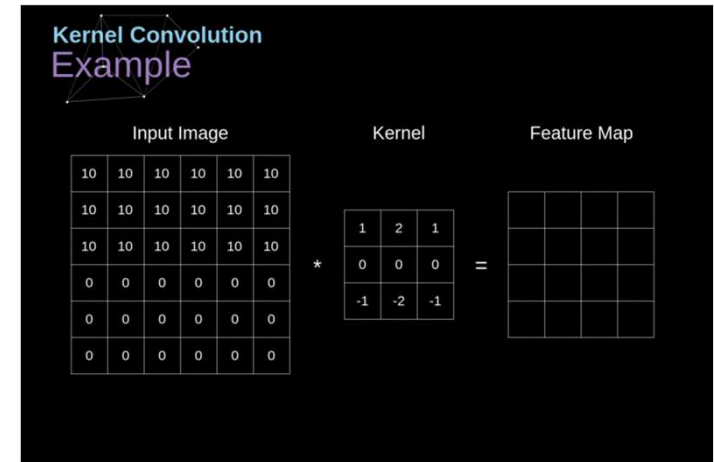 Kernel Convolution
Example
Input Image Kernel Feature Map
10 10 10 10 10 10
10 10 10 10 10 10
1 2 1
10 10 10 10 10 10
* 0 0 0 =
0 0 0 0 0 0
-1 -2 -1
0 0 0 0 0 0
0 0 0 0 0 0